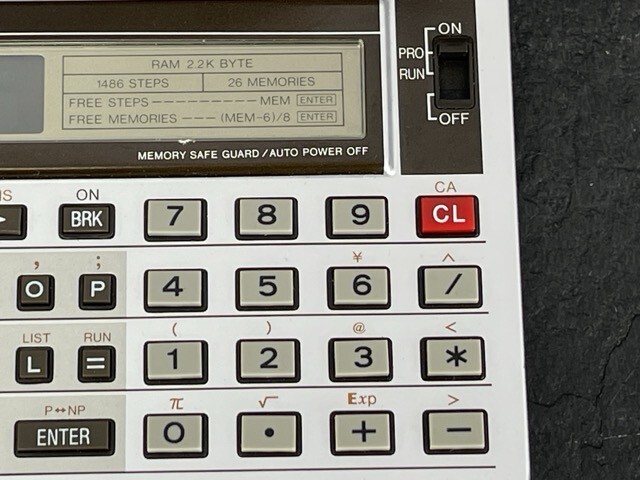 ON
PRO
RUN
OFF
RAM 2.2K BYTE
1486 STEPS 26 MEMORIES
FREE STEPS --------- MEM ENTER
FREE MEMORIES --- (MEM-6)/8 ENTER
MEMORY SAFE GUARD/AUTO POWER OFF
ON CA
BRK 7 8 9 CL
, ; ¥ ^
O P 4 5 6 /
LIST RUN ( ) @ <
L = 1 2 3 *
P↔NP π √ Exp >
ENTER 0 • + −